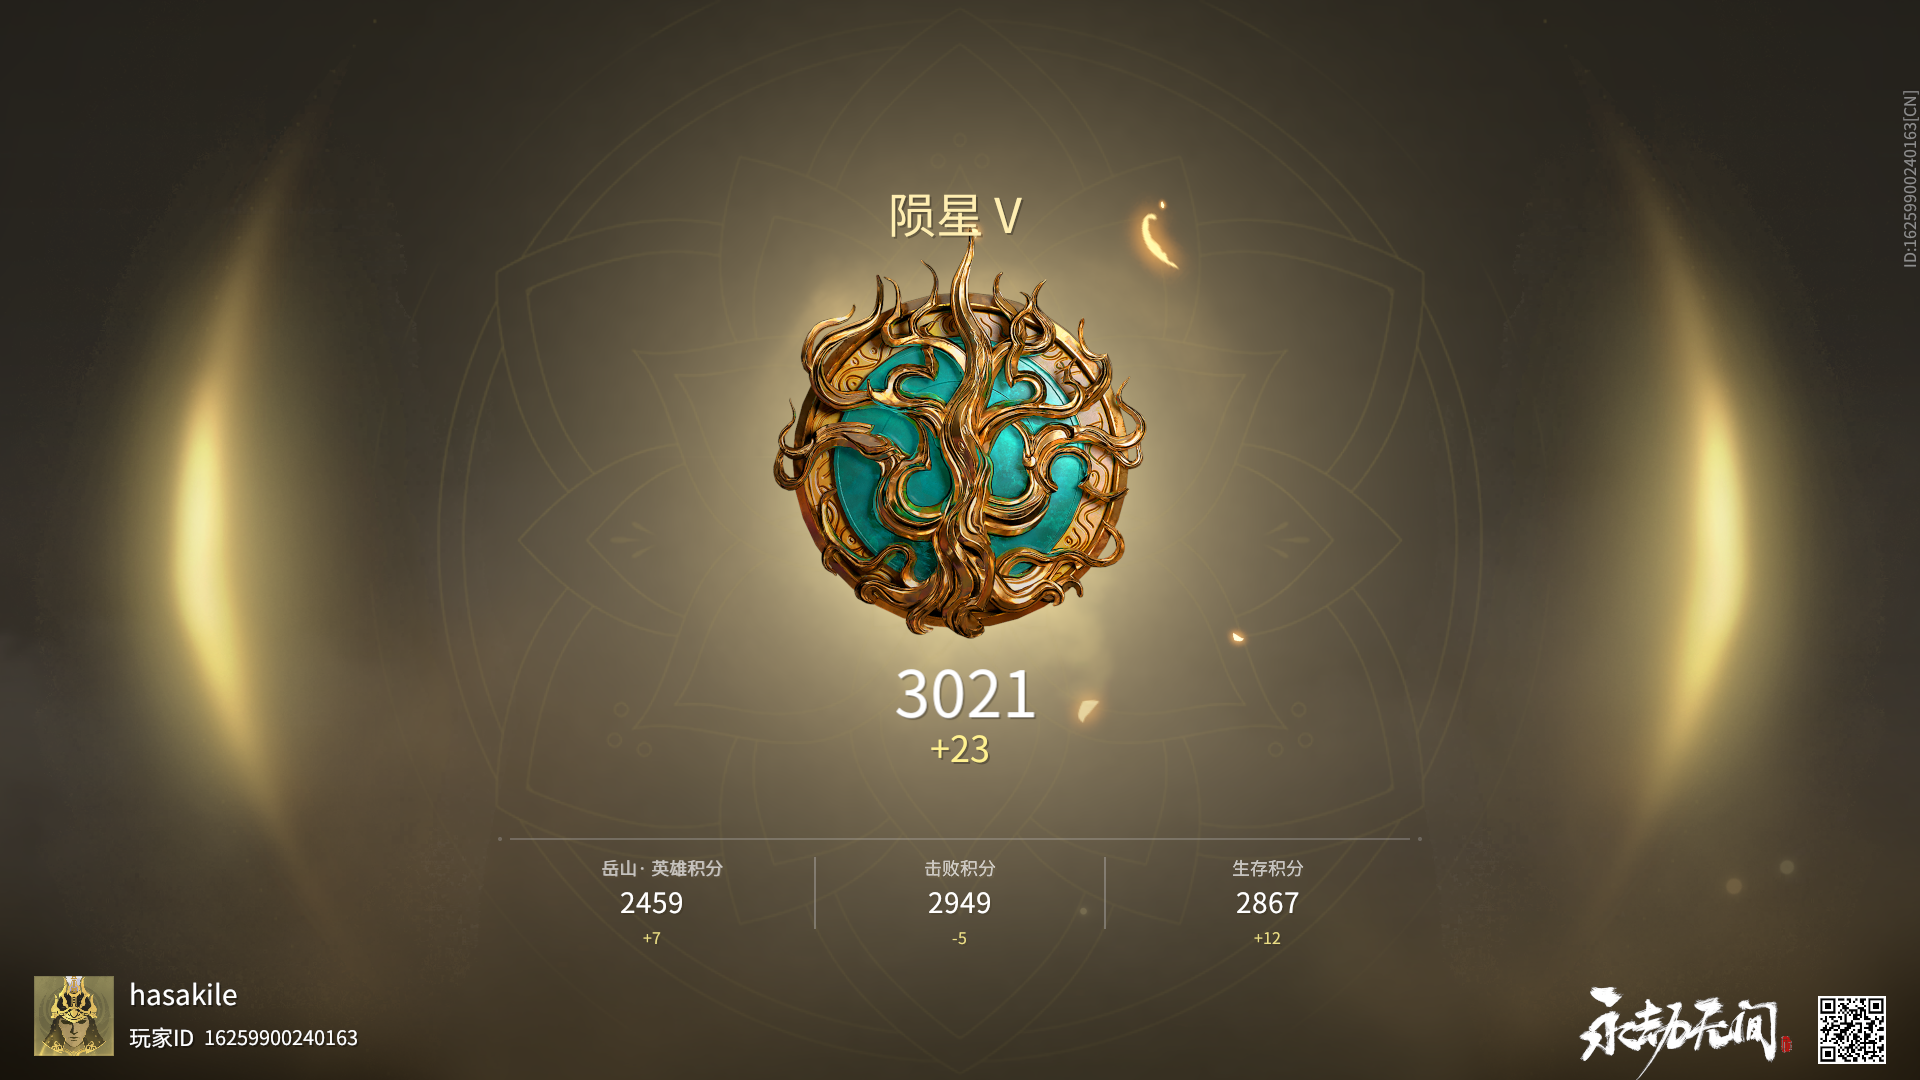 陨星 V
3021
+23
岳山 · 英雄积分
2459
+7
击败积分
2949
-5
生存积分
2867
+12
hasakile
玩家ID 16259900240163
永劫无间
ID:16259900240163[CN]